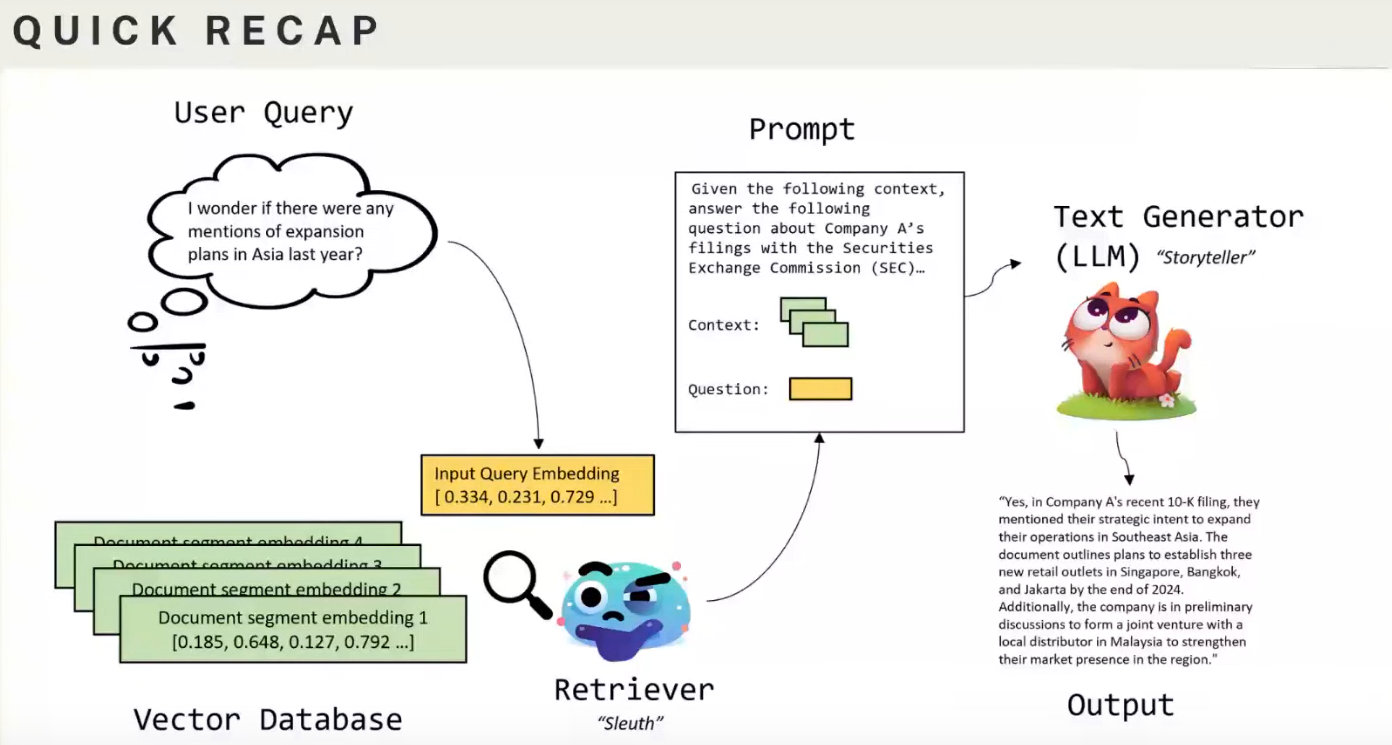 QUICK RECAP
User Query
I wonder if there were any
mentions of expansion
plans in Asia last year?
Input Query Embedding
[ 0.334, 0.231, 0.729 ...]
Document segment embedding 4
Document segment embedding 3
Document segment embedding 2
Document segment embedding 1
[0.185, 0.648, 0.127, 0.792 ...]
Vector Database
Retriever
“Sleuth”
Prompt
Given the following context,
answer the following
question about Company A’s
filings with the Securities
Exchange Commission (SEC)…
Context:
Question:
Text Generator
(LLM) “Storyteller”
“Yes, in Company A's recent 10-K filing, they
mentioned their strategic intent to expand
their operations in Southeast Asia. The
document outlines plans to establish three
new retail outlets in Singapore, Bangkok,
and Jakarta by the end of 2024.
Additionally, the company is in preliminary
discussions to form a joint venture with a
local distributor in Malaysia to strengthen
their market presence in the region.”
Output